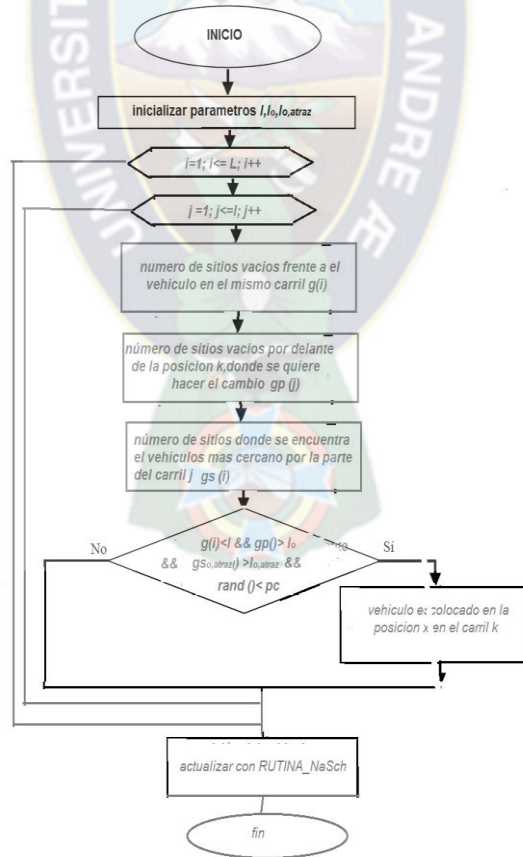 UNIVERSIT
ANDRE Æ
INICIO
inicializar parametros l,lₒ,lₒ,atraz
i=1; i<= L; i++
j =1; j<=l; j++
numero de sitios vacios frente a el
vehiculo en el mismo carril g(i)
número de sitios vacios por delante
de la posicion k,donde se quiere
hacer el cambio gp (j)
número de sitios donde se encuentra
el vehiculos mas cercano por la parte
del carril j gs (i)
No
Sí
g(i)<l && gp()> lₒ
&& gsₒ,atraz() >lₒ,atraz &&
rand ()< pc
vehiculo es colocado en la
posicion x en el carril k
actualizar con RUTINA_NaSch
fin